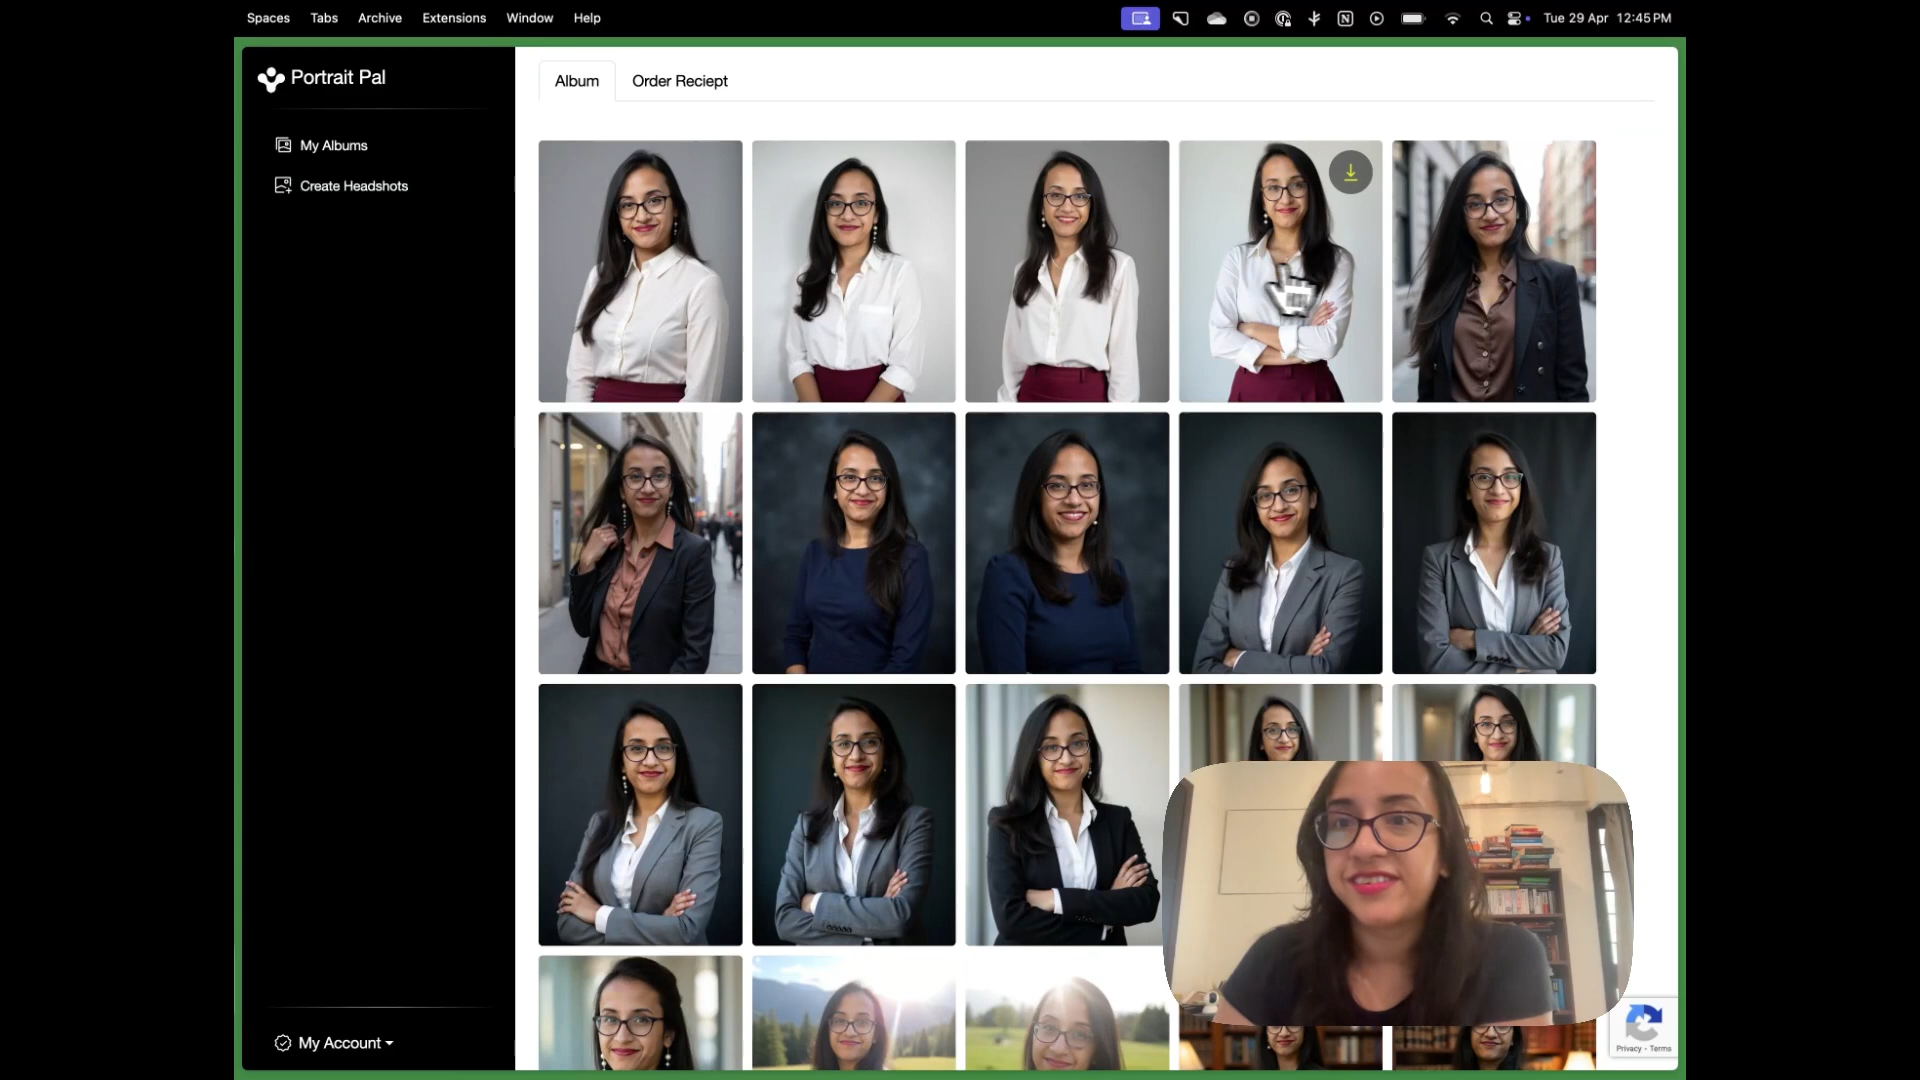 Spaces Tabs Archive Extensions Window Help
Tue 29 Apr 12:45 PM
Portrait Pal
My Albums
Create Headshots
My Account
Album
Order Reciept
Privacy - Terms